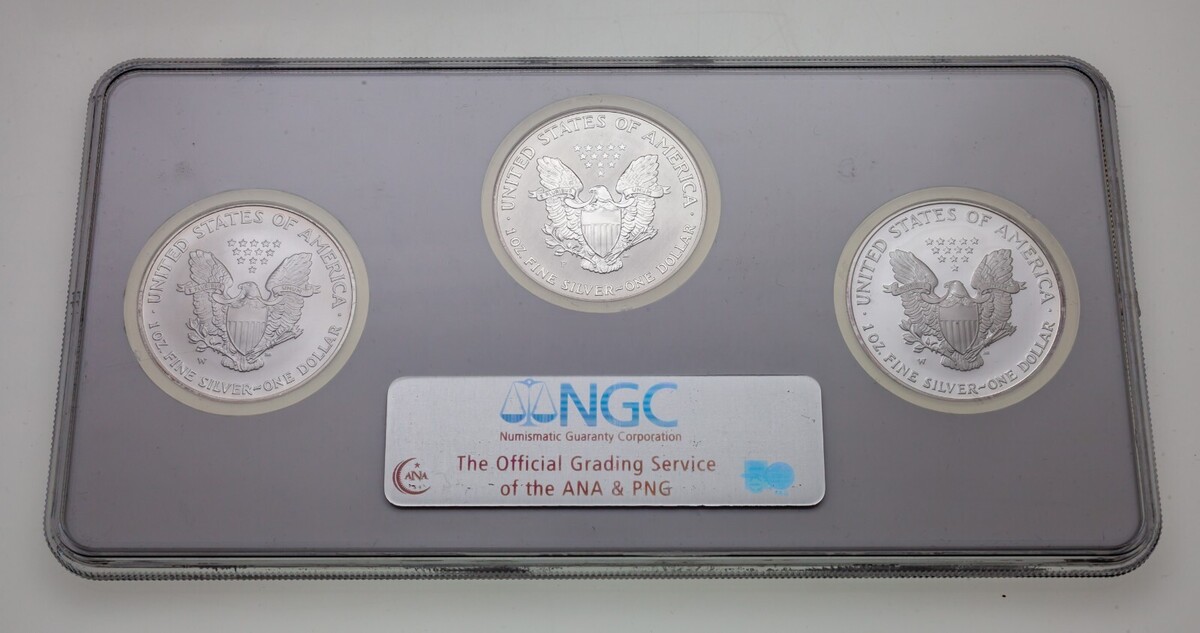 UNITED STATES OF AMERICA
1 OZ. FINE SILVER~ONE DOLLAR
W
UNITED STATES OF AMERICA
1 OZ. FINE SILVER~ONE DOLLAR
UNITED STATES OF AMERICA
1 OZ. FINE SILVER~ONE DOLLAR
W
NGC
Numismatic Guaranty Corporation
ANA
The Official Grading Service
of the ANA & PNG